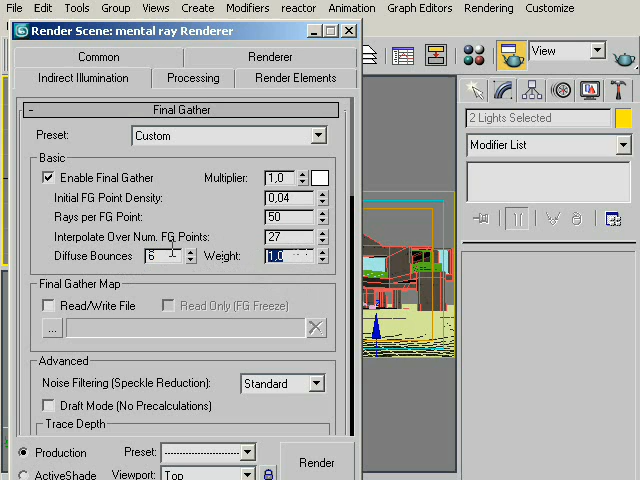 File Edit Tools Group Views Create Modifiers reactor Animation Graph Editors Rendering Customize
Render Scene: mental ray Renderer
Common Renderer
Indirect Illumination Processing Render Elements
View
- Final Gather
2 Lights Selected
Preset: Custom
Modifier List
Basic
Enable Final Gather Multiplier: 1,0
Initial FG Point Density: 0,04
Rays per FG Point: 50
Interpolate Over Num. FG Points: 27
Diffuse Bounces 6 Weight: 1,0
Final Gather Map
Read/Write File Read Only (FG Freeze)
...
Advanced
Noise Filtering (Speckle Reduction): Standard
Draft Mode (No Precalculations)
Trace Depth
Production Preset: --------------------
Render
ActiveShade Viewport: Top